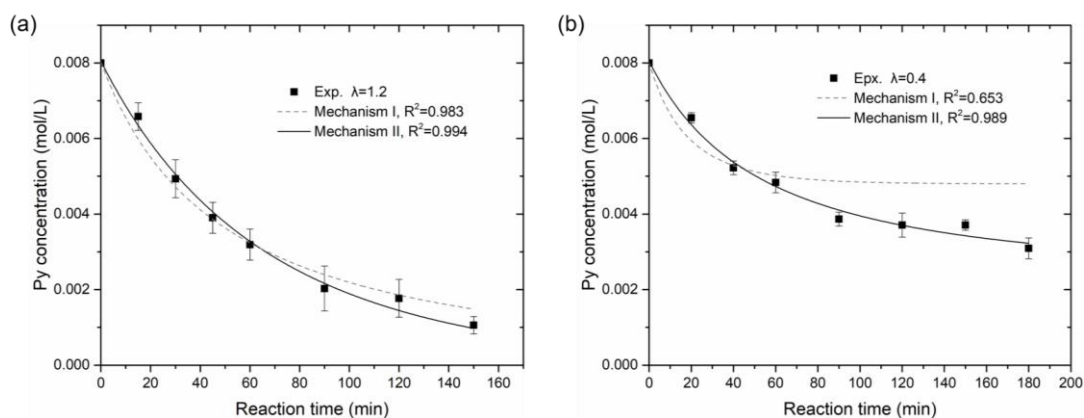 (a)
0.008
0.006
0.004
0.002
0.000
Py concentration (mol/L)
Exp. λ=1.2
Mechanism I, R²=0.983
Mechanism II, R²=0.994
0 20 40 60 80 100 120 140 160
Reaction time (min)
(b)
0.008
0.006
0.004
0.002
0.000
Py concentration (mol/L)
Epx. λ=0.4
Mechanism I, R²=0.653
Mechanism II, R²=0.989
0 20 40 60 80 100 120 140 160 180 200
Reaction time (min)